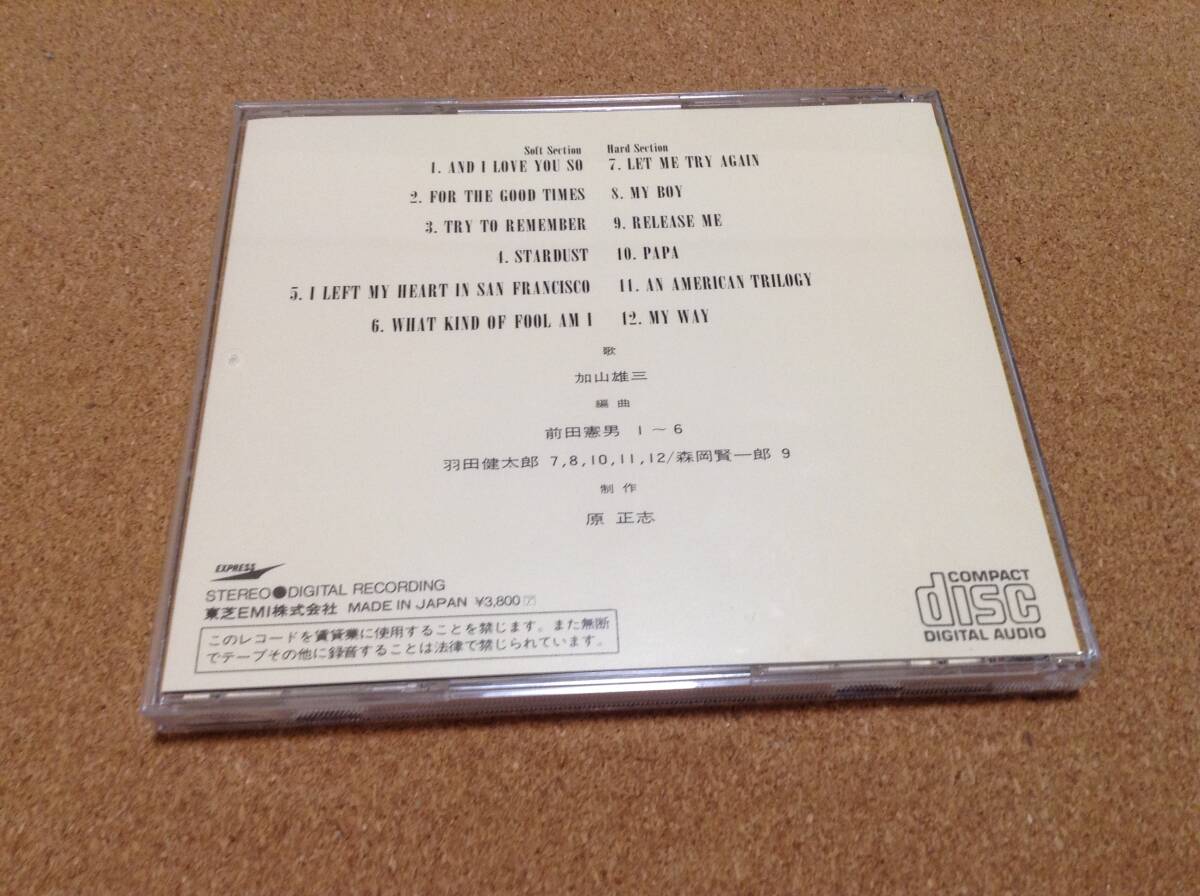 Soft Section
1. AND I LOVE YOU SO
2. FOR THE GOOD TIMES
3. TRY TO REMEMBER
4. STARDUST
5. I LEFT MY HEART IN SAN FRANCISCO
6. WHAT KIND OF FOOL AM I
Hard Section
7. LET ME TRY AGAIN
8. MY BOY
9. RELEASE ME
10. PAPA
11. AN AMERICAN TRILOGY
12. MY WAY
歌
加山雄三
編曲
前田憲男 1〜6
羽田健太郎 7,8,10,11,12/森岡賢一郎 9
制作
原 正志
EXPRESS
STEREO●DIGITAL RECORDING
東芝EMI株式会社 MADE IN JAPAN ¥3,800
このレコードを賃貸業に使用することを禁じます。また無断
でテープその他に録音することは法律で禁じられています。
COMPACT
disc
DIGITAL AUDIO